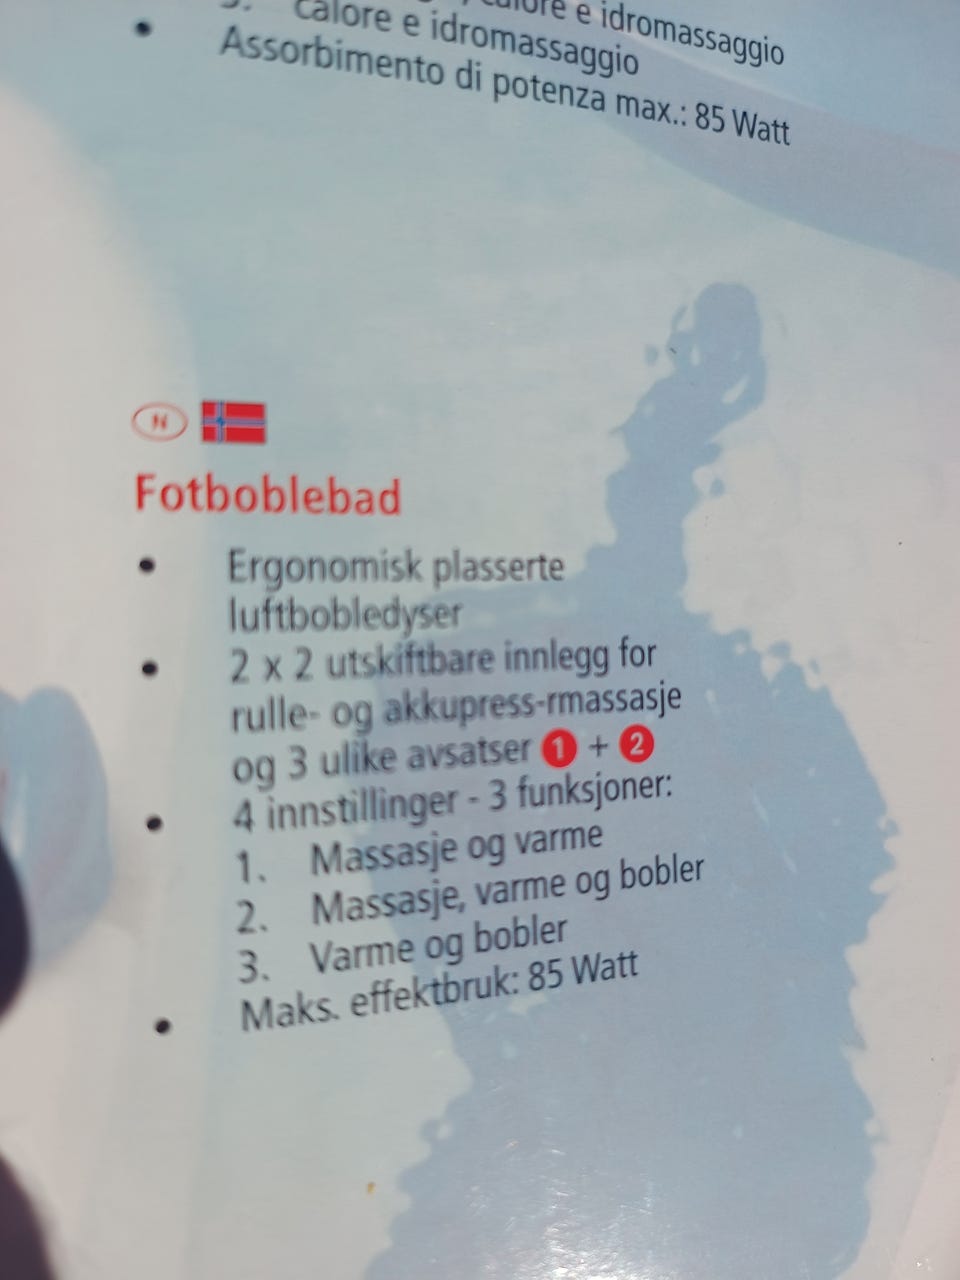 calore e idromassaggio
3. calore e idromassaggio
• Assorbimento di potenza max.: 85 Watt
N
Fotboblebad
• Ergonomisk plasserte
luftbobledyser
• 2 x 2 utskiftbare innlegg for
rulle- og akkupress-rmassasje
og 3 ulike avsatser 1 + 2
• 4 innstillinger - 3 funksjoner:
1. Massasje og varme
2. Massasje, varme og bobler
3. Varme og bobler
• Maks. effektbruk: 85 Watt